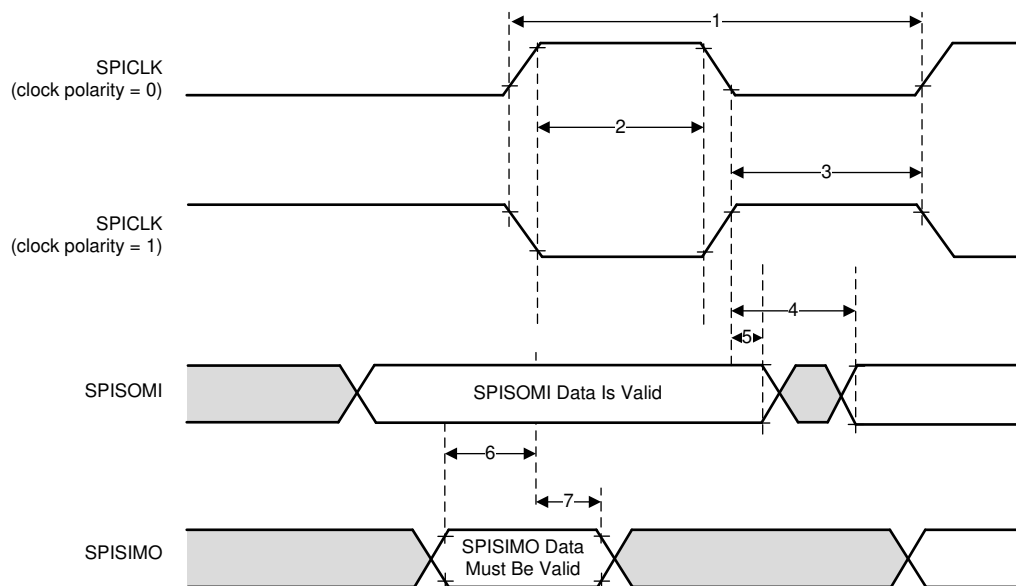 1
SPICLK
(clock polarity = 0)
2
3
SPICLK
(clock polarity = 1)
4
5
SPISOMI
SPISOMI Data Is Valid
6
7
SPISIMO
SPISIMO Data
Must Be Valid